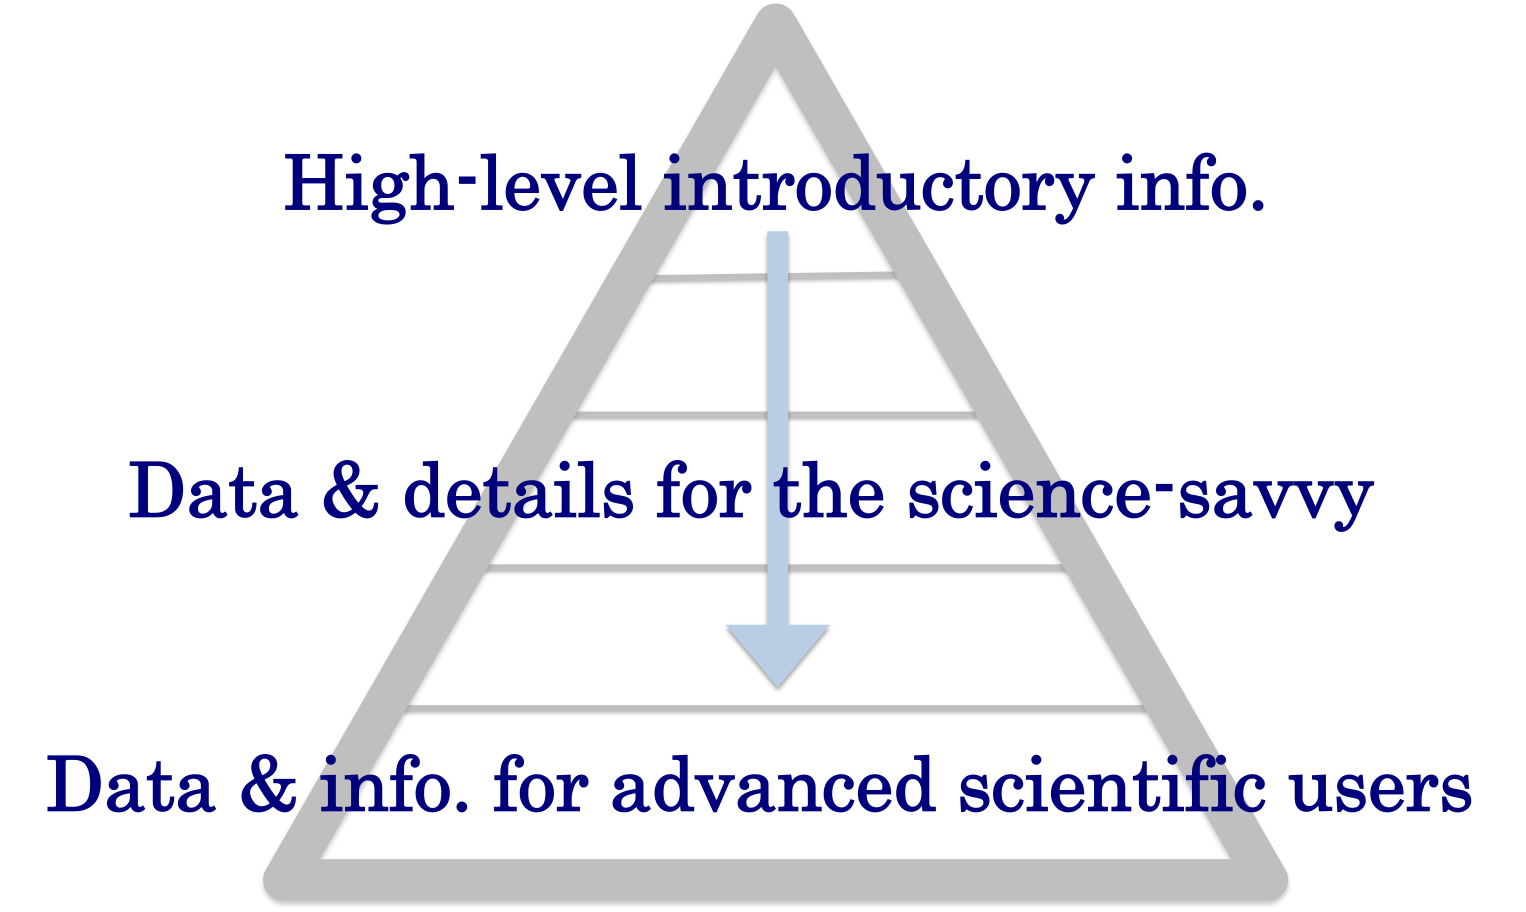 High-level introductory info.
Data & details for the science-savvy
Data & info. for advanced scientific users